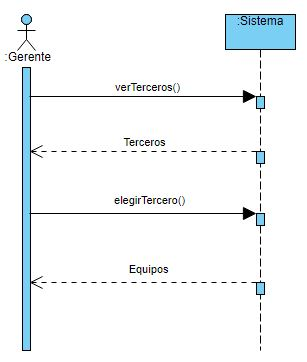 :Sistema
:Gerente
verTerceros()
Terceros
elegirTercero()
Equipos